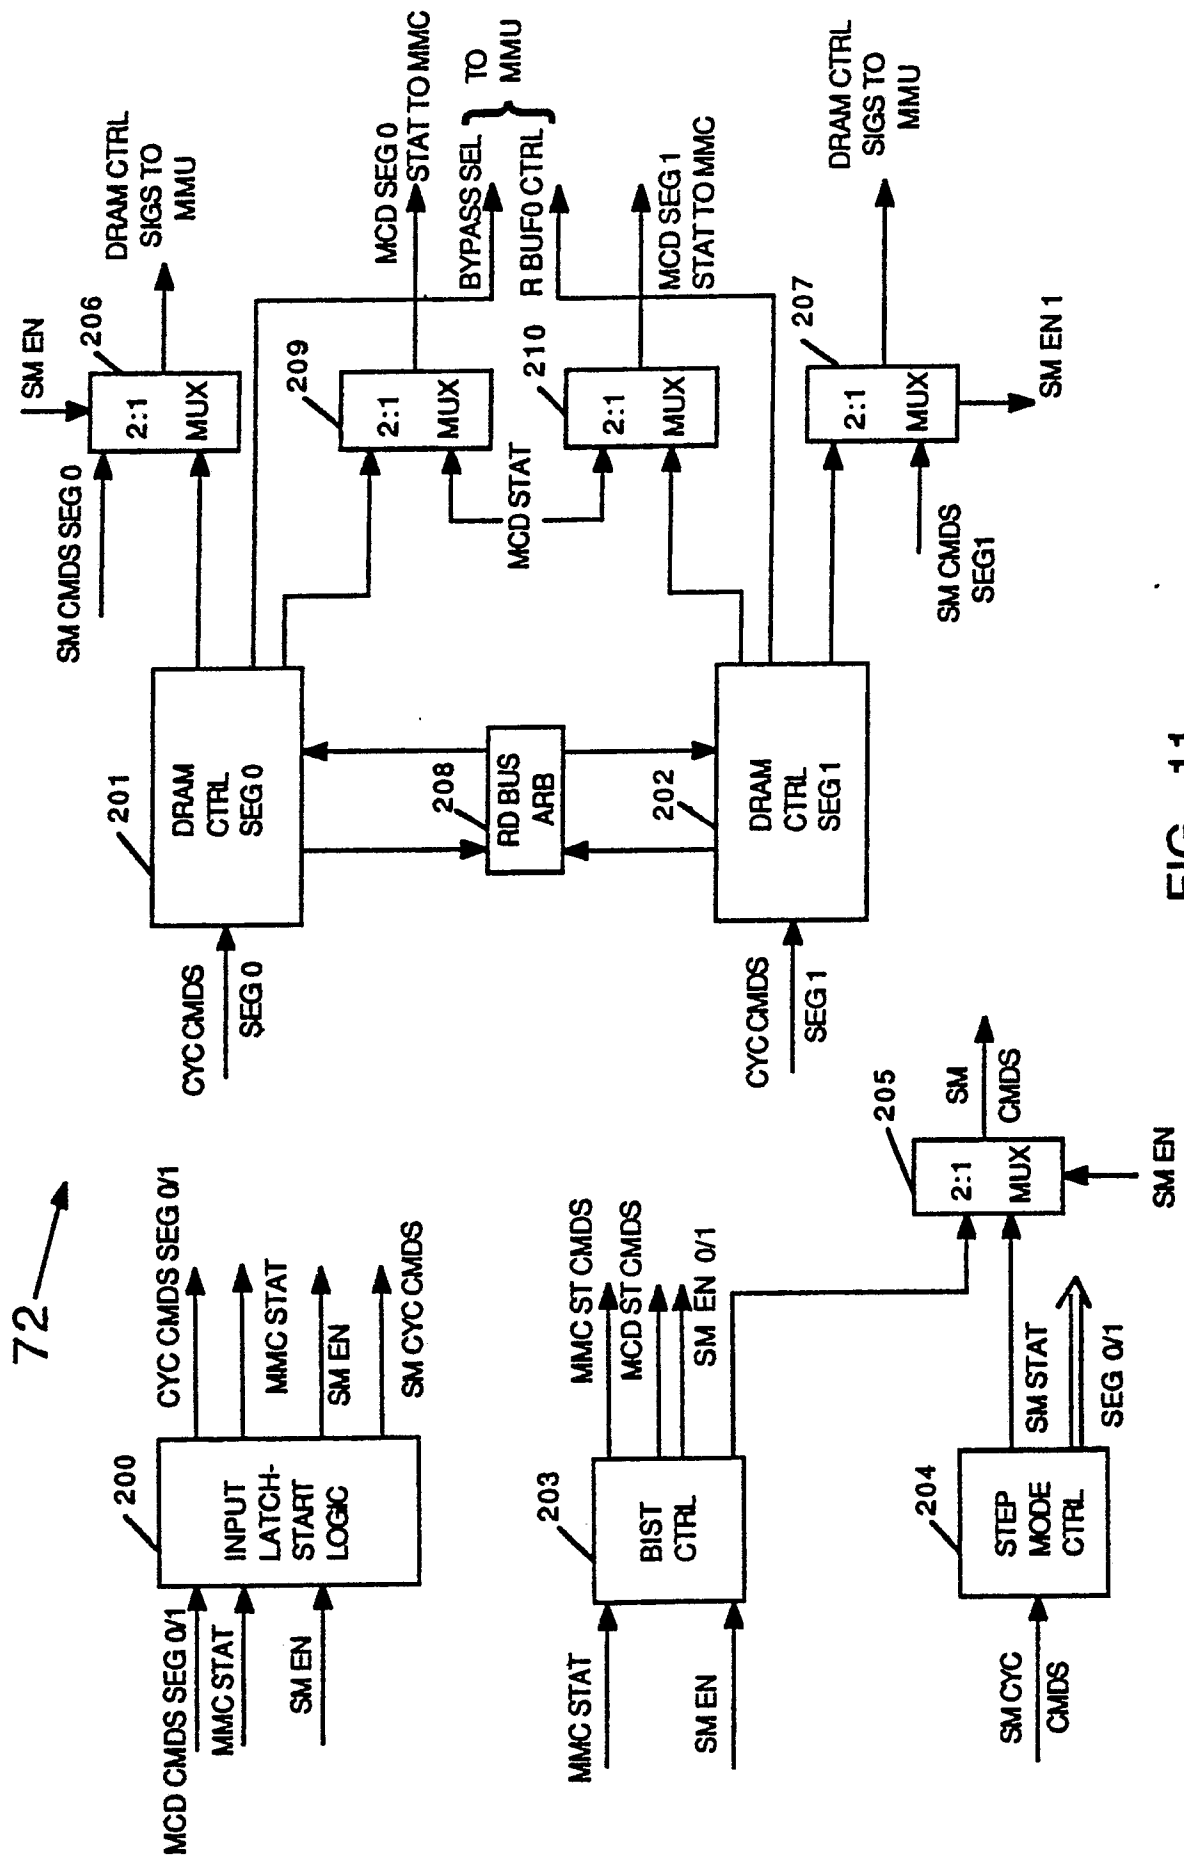 72
MCD CMDS SEG 0/1
MMC STAT
SM EN
200
INPUT
LATCH-
START
LOGIC
CYC CMDS SEG 0/1
MMC STAT
SM EN
SM CYC CMDS
MMC STAT
SM EN
203
BIST
CTRL
MMC ST CMDS
MCD ST CMDS
SM EN 0/1
SM CYC
CMDS
204
STEP
MODE
CTRL
SM STAT
SEG 0/1
205
2:1
MUX
SM
CMDS
SM EN
CYC CMDS
SEG 0
201
DRAM
CTRL
SEG 0
208
RD BUS
ARB
202
DRAM
CTRL
SEG 1
CYC CMDS
SEG 1
SM CMDS SEG 0
SM EN
206
2:1
MUX
DRAM CTRL
SIGS TO
MMU
209
2:1
MUX
MCD SEG 0
STAT TO MMC
MCD STAT
BYPASS SEL
R BUF0 CTRL
TO
MMU
210
2:1
MUX
MCD SEG 1
STAT TO MMC
207
2:1
MUX
SM CMDS
SEG1
SM EN 1
DRAM CTRL
SIGS TO
MMU
FIG. 11